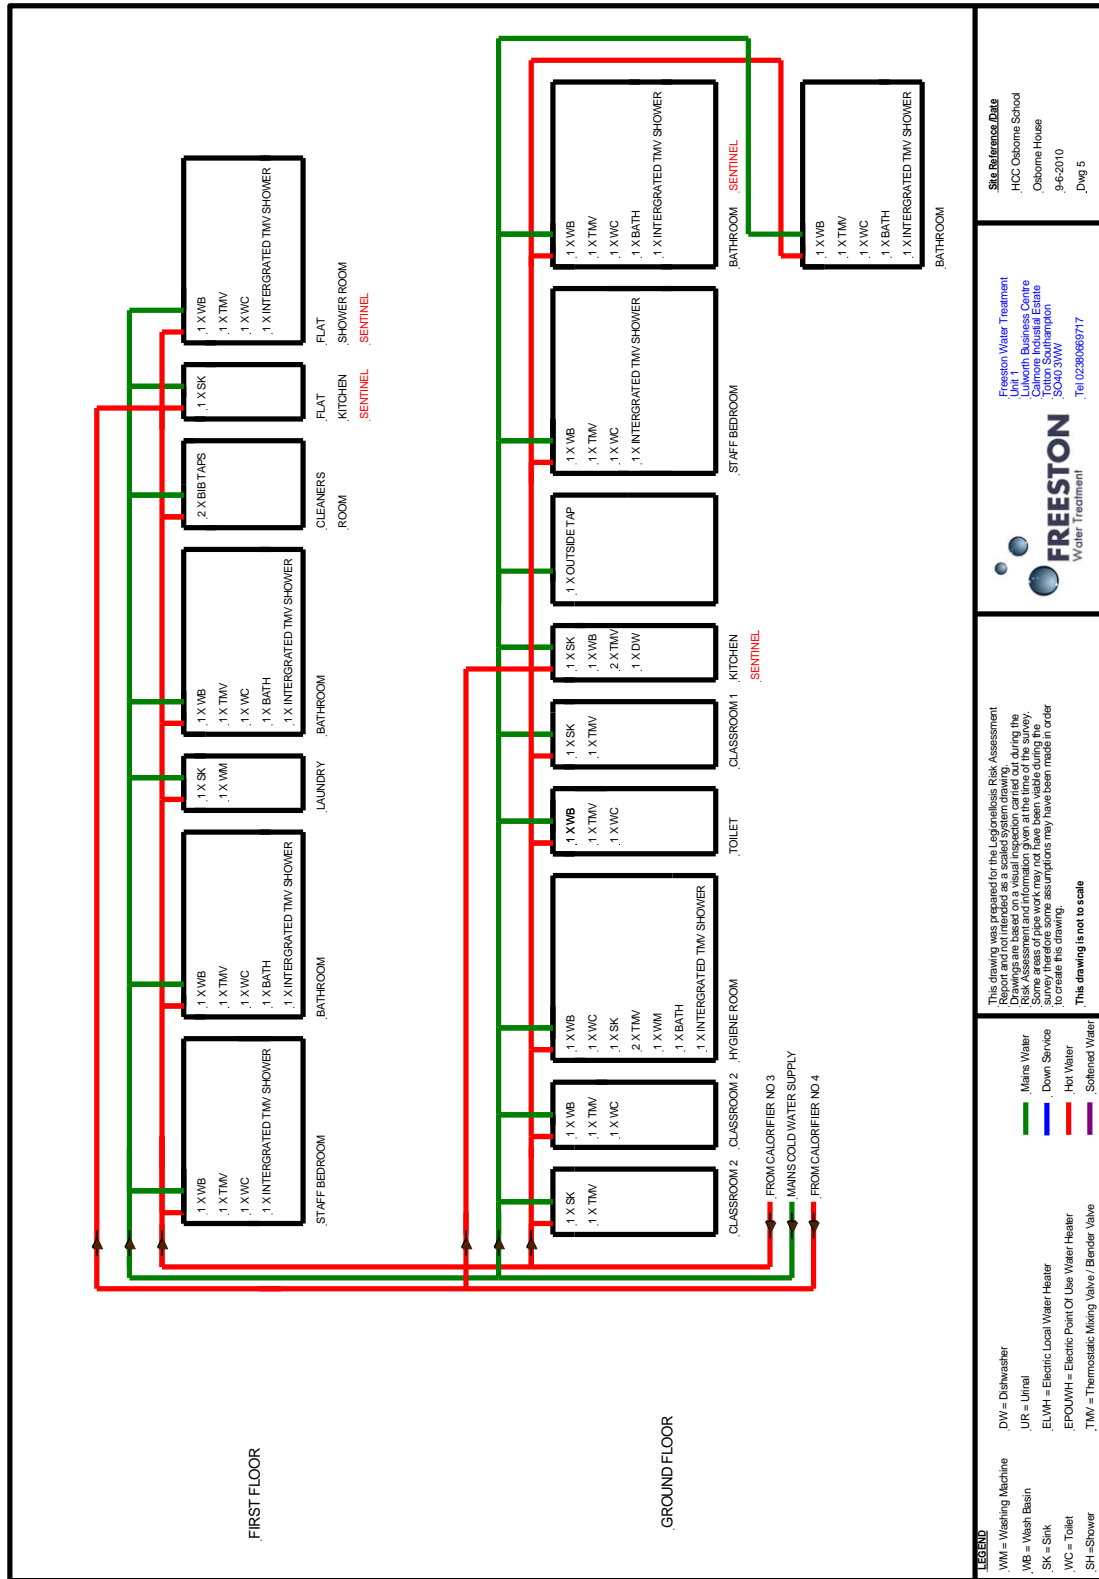 FIRST FLOOR
1 X WB
1 X TMV
1 X WC
1 X INTERGRATED TMV SHOWER
STAFF BEDROOM
1 X WB
1 X TMV
1 X WC
1 X BATH
1 X INTERGRATED TMV SHOWER
BATHROOM
1 X SK
1 X WM
LAUNDRY
1 X WB
1 X TMV
1 X WC
1 X BATH
1 X INTERGRATED TMV SHOWER
BATHROOM
2 X BIB TAPS
CLEANERS
ROOM
1 X SK
FLAT
KITCHEN
SENTINEL
1 X WB
1 X TMV
1 X WC
1 X INTERGRATED TMV SHOWER
FLAT
SHOWER ROOM
SENTINEL
GROUND FLOOR
1 X SK
1 X TMV
CLASSROOM 2
1 X WB
1 X TMV
1 X WC
CLASSROOM 2
1 X WB
1 X WC
1 X SK
2 X TMV
1 X WM
1 X BATH
1 X INTERGRATED TMV SHOWER
HYGIENE ROOM
1 X WB
1 X TMV
1 X WC
TOILET
1 X SK
1 X TMV
CLASSROOM 1
1 X SK
1 X WB
2 X TMV
1 X DW
KITCHEN
SENTINEL
1 X OUTSIDE TAP
1 X WB
1 X TMV
1 X WC
1 X INTERGRATED TMV SHOWER
STAFF BEDROOM
1 X WB
1 X TMV
1 X WC
1 X BATH
1 X INTERGRATED TMV SHOWER
BATHROOM
SENTINEL
1 X WB
1 X TMV
1 X WC
1 X BATH
1 X INTERGRATED TMV SHOWER
BATHROOM
FROM CALORIFIER NO 3
MAINS COLD WATER SUPPLY
FROM CALORIFIER NO 4
LEGEND
WM = Washing Machine
WB = Wash Basin
SK = Sink
WC = Toilet
SH =Shower
DW = Dishwasher
UR = Urinal
ELWH = Electric Local Water Heater
EPOUWH = Electric Point Of Use Water Heater
TMV = Thermostatic Mixing Valve / Blender Valve
Mains Water
Down Service
Hot Water
Softened Water
This drawing was prepared for the Legionellosis Risk Assessment
Report and not intended as a scaled system drawing.
Drawings are based on a visual inspection carried out during the
Risk Assessment and information given at the time of the survey.
Some areas of pipe work may not have been viable during the
survey therefore some assumptions may have been made in order
to create this drawing.
This drawing is not to scale
FREESTON
Water Treatment
Freeston Water Treatment
Unit 1
Lulworth Business Centre
Calmore Industial Estate
Totton Southampton
SO40 3WW
Tel 02380669717
Site Reference /Date
HCC Osborne School
Osborne House
9-6-2010
Dwg 5